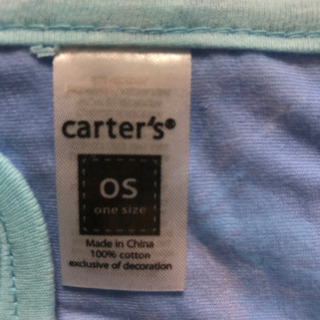 carter's®
OS
one size
Made in China
100% cotton
exclusive of decoration